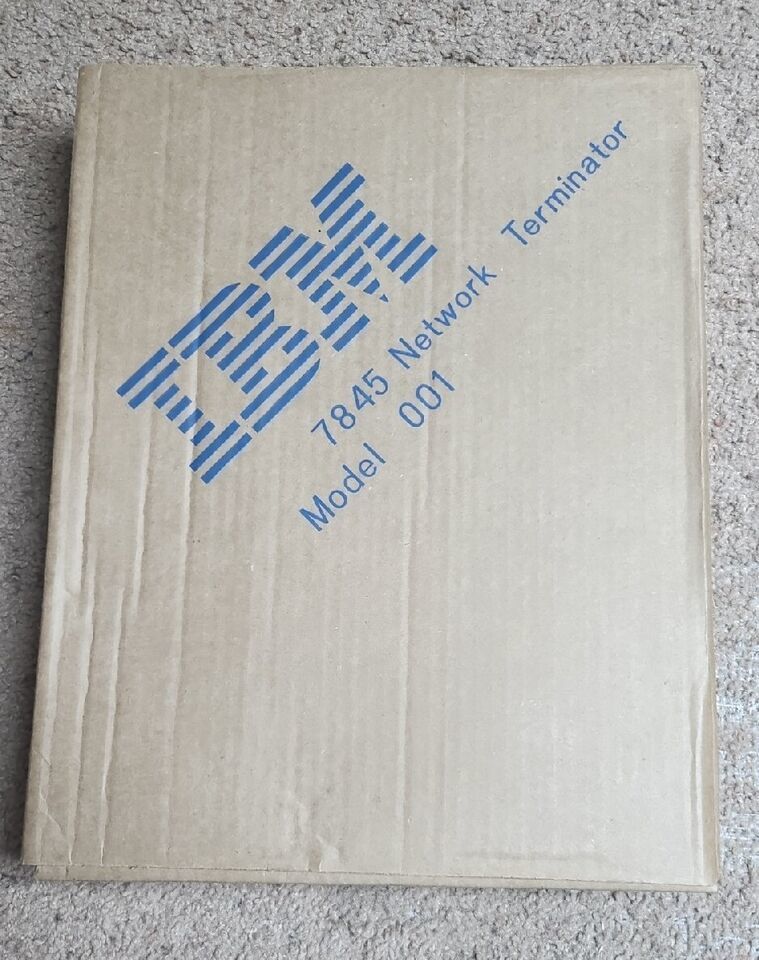 IBM
7845 Network Terminator
Model 001